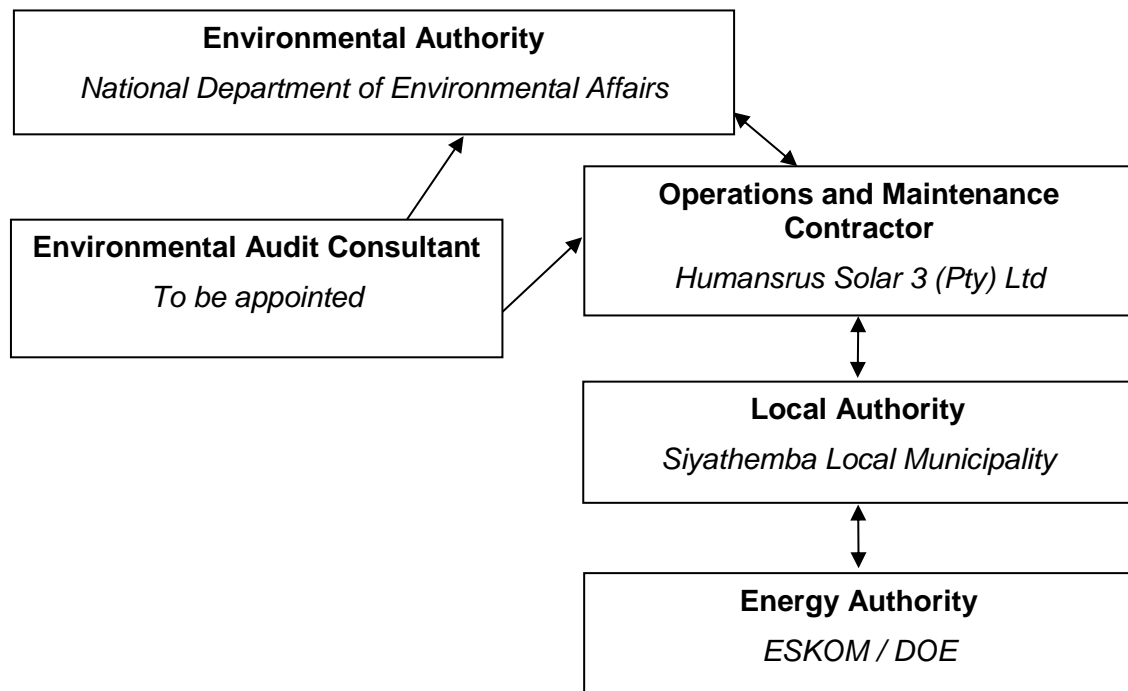 Environmental Authority
National Department of Environmental Affairs
Operations and Maintenance
Contractor
Humansrus Solar 3 (Pty) Ltd
Environmental Audit Consultant
To be appointed
Local Authority
Siyathemba Local Municipality
Energy Authority
ESKOM / DOE